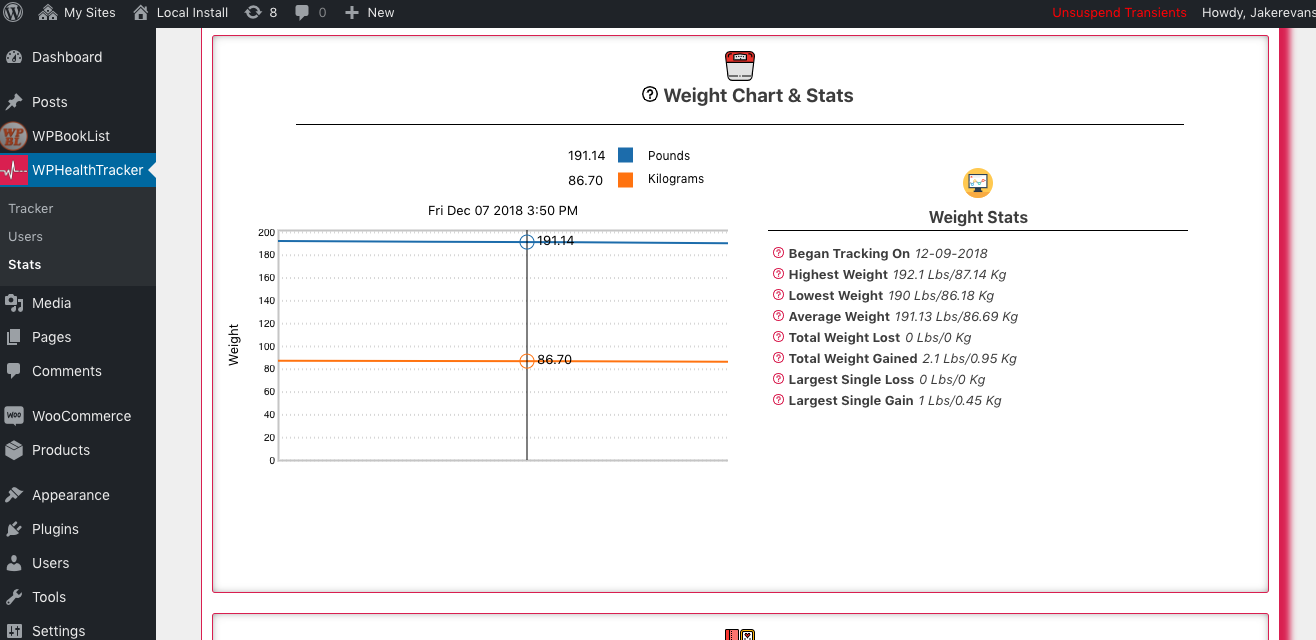 My Sites Local Install 8 0 New Unsuspend Transients Howdy, Jakerevans
Dashboard
Posts
WPBookList
WPHealthTracker
Tracker
Users
Stats
Media
Pages
Comments
WooCommerce
Products
Appearance
Plugins
Users
Tools
Settings
Weight Chart & Stats
191.14 Pounds
86.70 Kilograms
Fri Dec 07 2018 3:50 PM
Weight
200
180
160
140
120
100
80
60
40
20
0
191.14
86.70
Weight Stats
Began Tracking On 12-09-2018
Highest Weight 192.1 Lbs/87.14 Kg
Lowest Weight 190 Lbs/86.18 Kg
Average Weight 191.13 Lbs/86.69 Kg
Total Weight Lost 0 Lbs/0 Kg
Total Weight Gained 2.1 Lbs/0.95 Kg
Largest Single Loss 0 Lbs/0 Kg
Largest Single Gain 1 Lbs/0.45 Kg